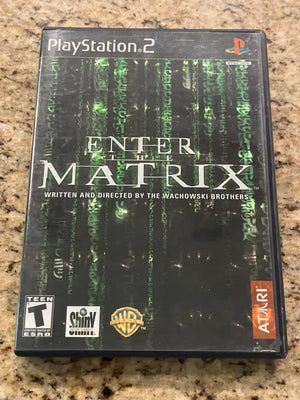 PlayStation 2
ENTER
THE
MATRIX
WRITTEN AND DIRECTED BY THE WACHOWSKI BROTHERS
TEEN
T
ESRB
Shiny
WB
ATARI